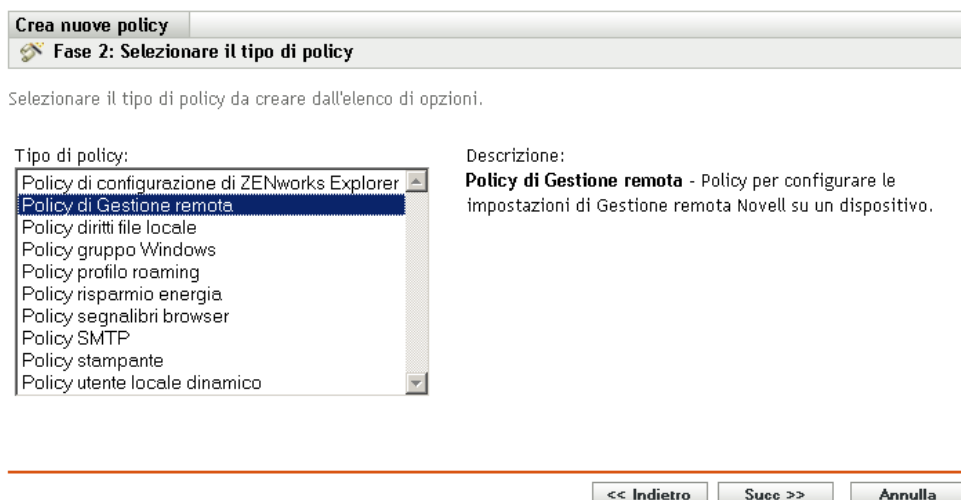 Crea nuove policy
Fase 2: Selezionare il tipo di policy
Selezionare il tipo di policy da creare dall'elenco di opzioni.
Tipo di policy:
Policy di configurazione di ZENworks Explorer
Policy di Gestione remota
Policy diritti file locale
Policy gruppo Windows
Policy profilo roaming
Policy risparmio energia
Policy segnalibri browser
Policy SMTP
Policy stampante
Policy utente locale dinamico
Descrizione:
Policy di Gestione remota - Policy per configurare le
impostazioni di Gestione remota Novell su un dispositivo.
<< Indietro
Succ >>
Annulla